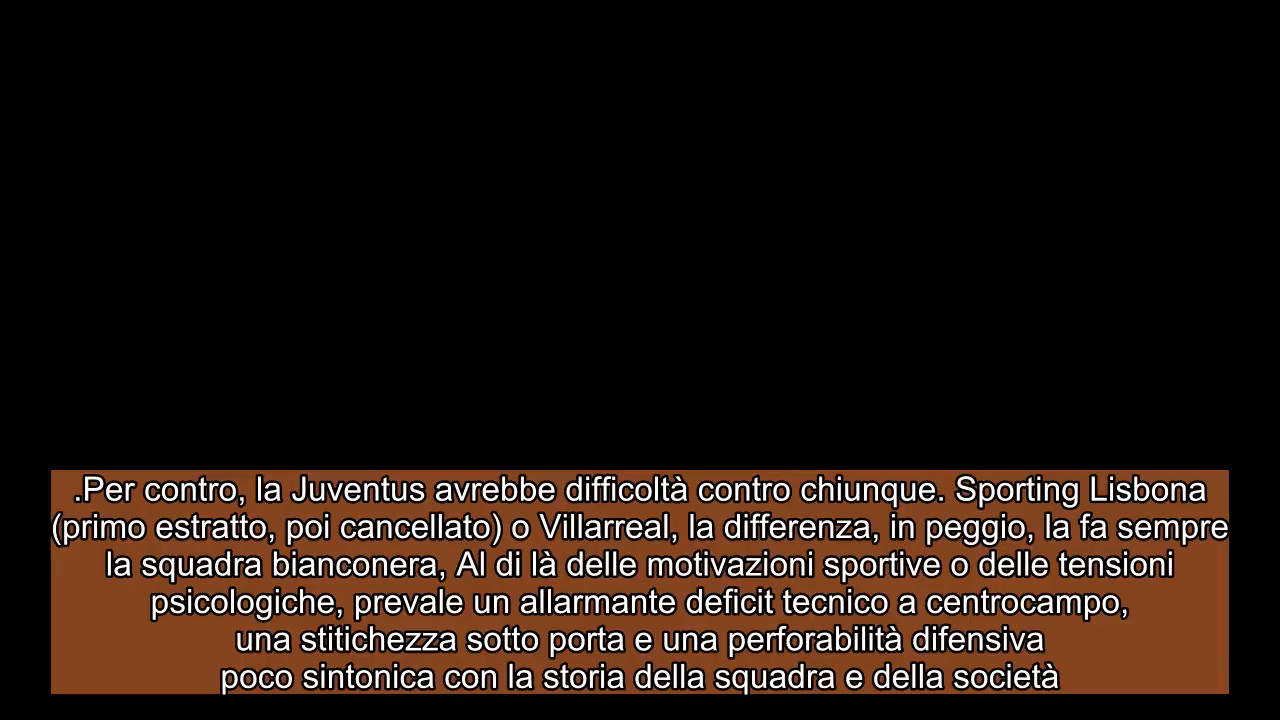 .Per contro, la Juventus avrebbe difficoltà contro chiunque. Sporting Lisbona
(primo estratto, poi cancellato) o Villarreal, la differenza, in peggio, la fa sempre
la squadra bianconera, Al di là delle motivazioni sportive o delle tensioni
psicologiche, prevale un allarmante deficit tecnico a centrocampo,
una stitichezza sotto porta e una perforabilità difensiva
poco sintonica con la storia della squadra e della società